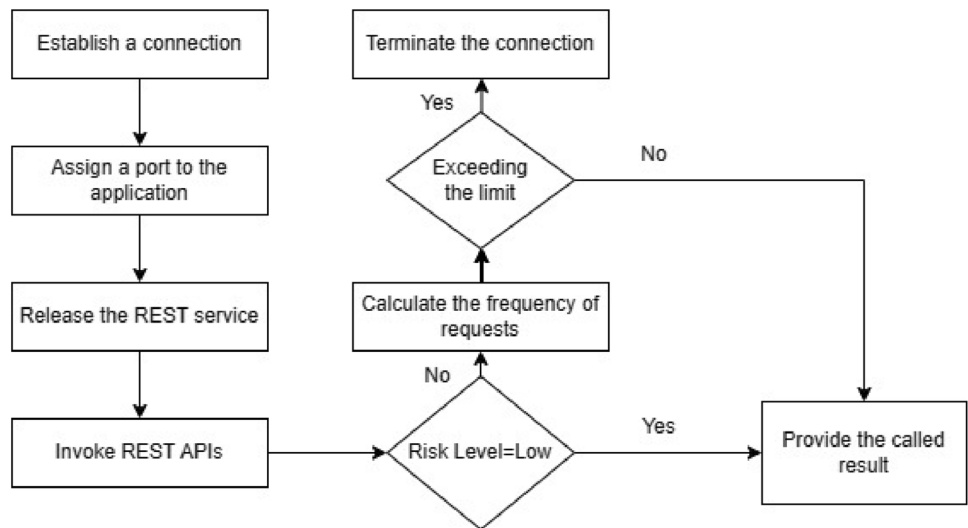 Establish a connection
Assign a port to the
application
Release the REST service
Invoke REST APIs
Risk Level=Low
No
Yes
Calculate the frequency of
requests
Exceeding
the limit
Yes
No
Terminate the connection
Provide the called
result